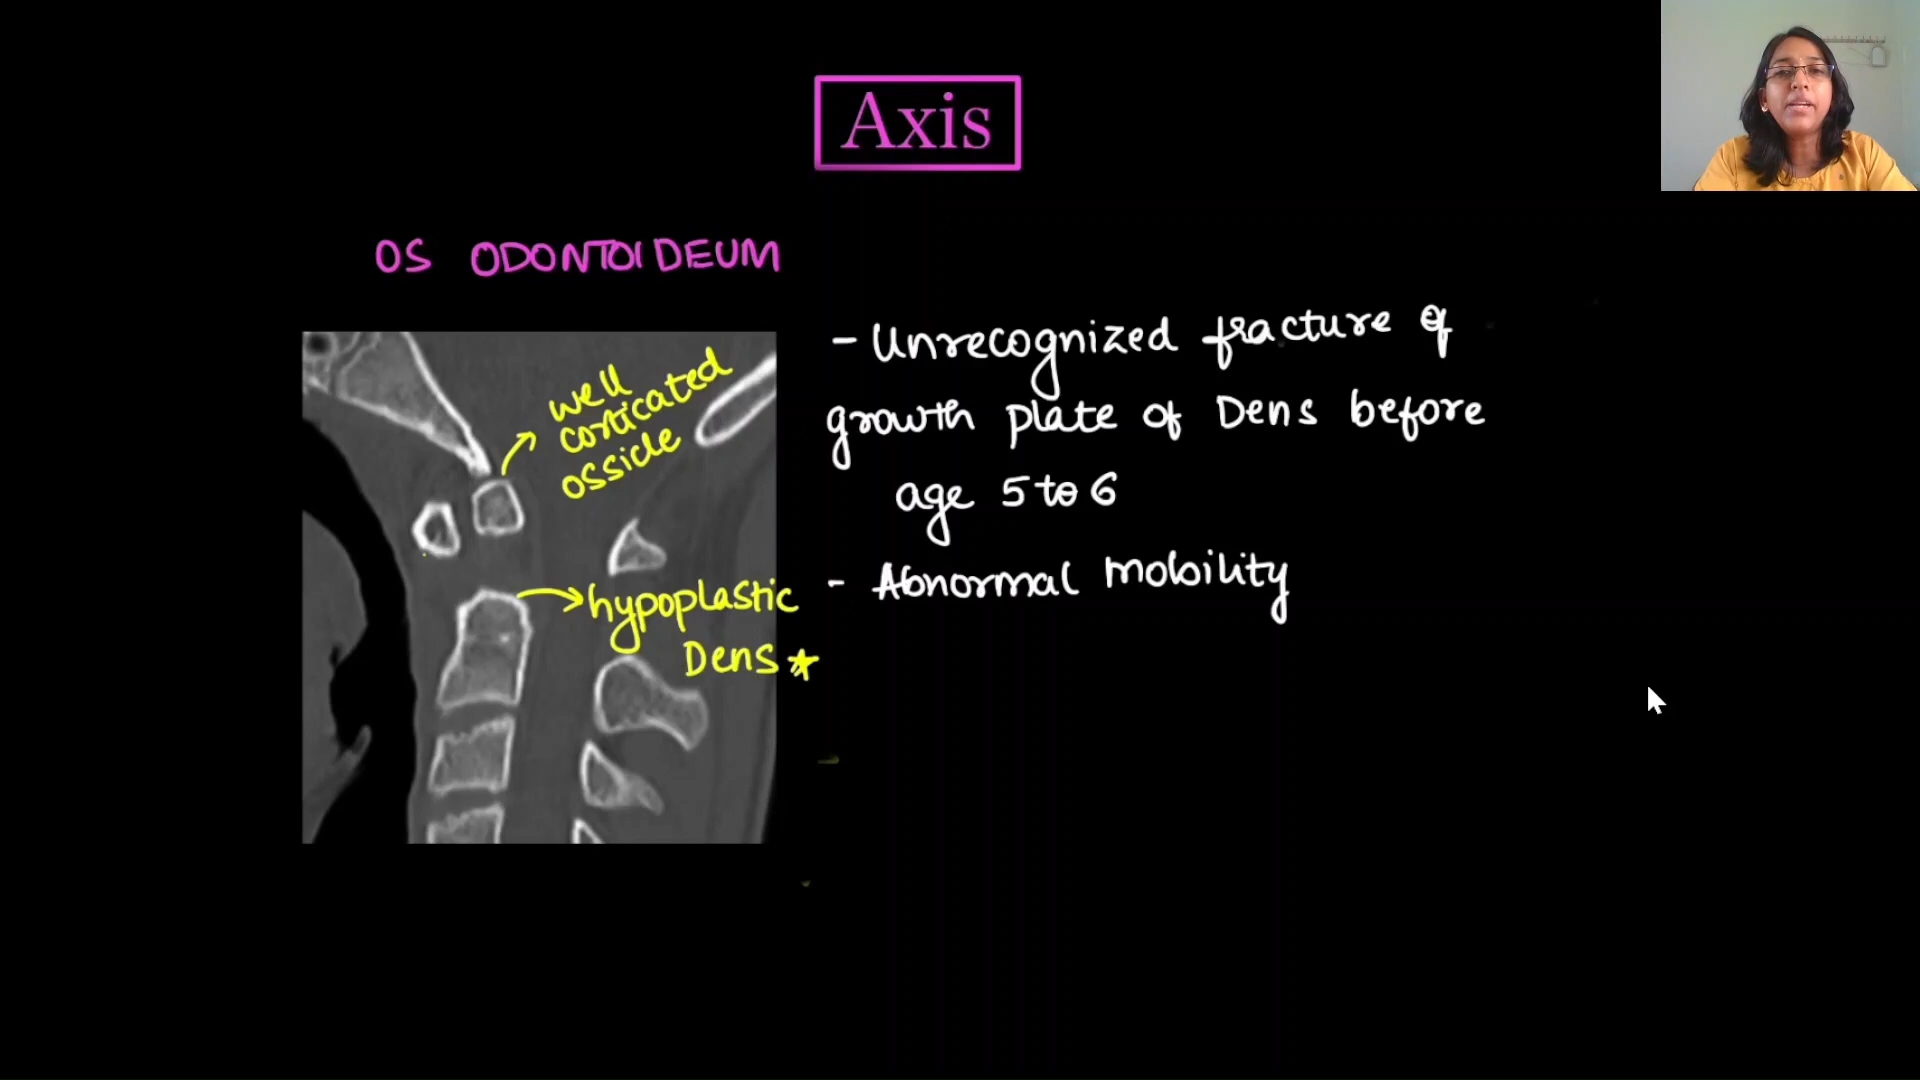 Axis
OS ODONTOIDEUM
well
corticated
ossicle
hypoplastic
Dens *
- Unrecognized fracture of
growth plate of Dens before
age 5 to 6
- Abnormal mobility